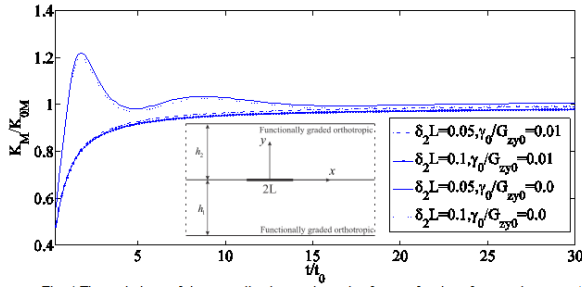 1.4
1.2
1
0.8
0.6
0.4
K_M/K_0M
Functionally graded orthotropic
h_2
y
x
2L
h_1
Functionally graded orthotropic
δ_2L=0.05,γ_0/G_zy0=0.01
δ_2L=0.1,γ_0/G_zy0=0.01
δ_2L=0.05,γ_0/G_zy0=0.0
δ_2L=0.1,γ_0/G_zy0=0.0
5 10 15 20 25 30
t/t_0